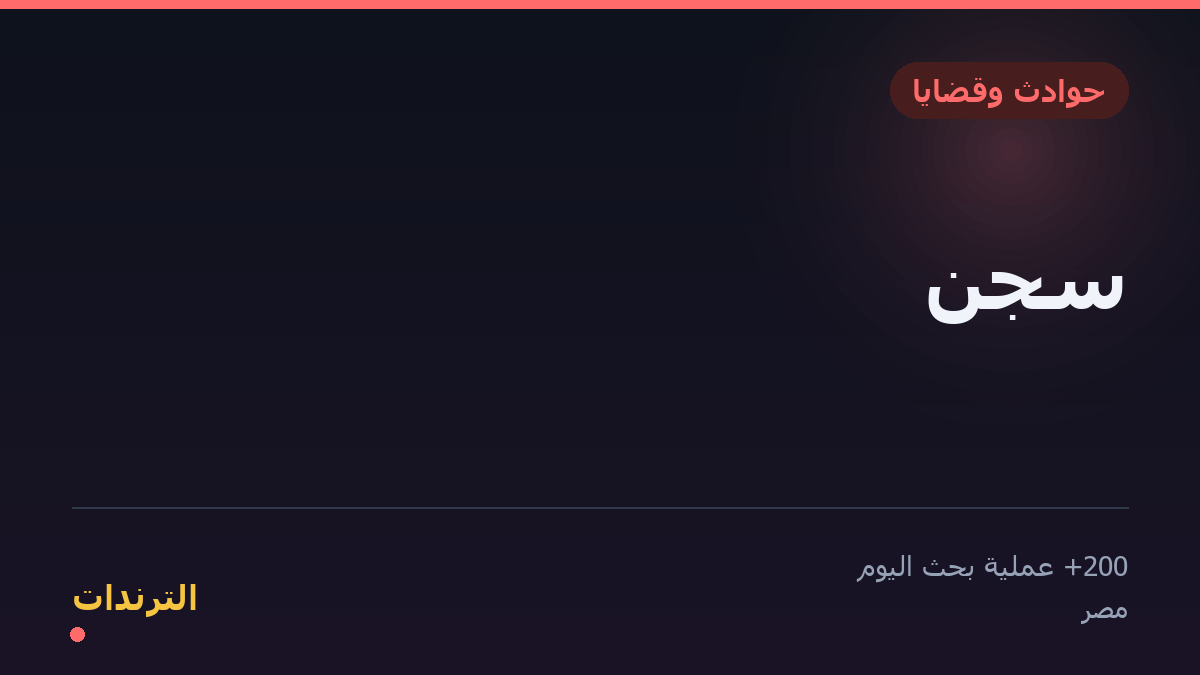 حوادث وقضايا
سجن
200+ عملية بحث اليوم
مصر
الترندات